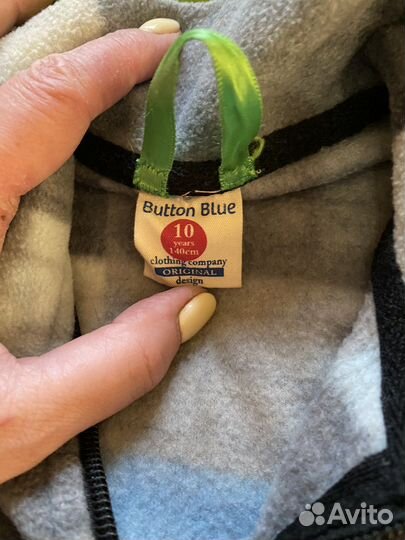 Button Blue
10
years
140cm
clothing company
ORIGINAL
design
Avito